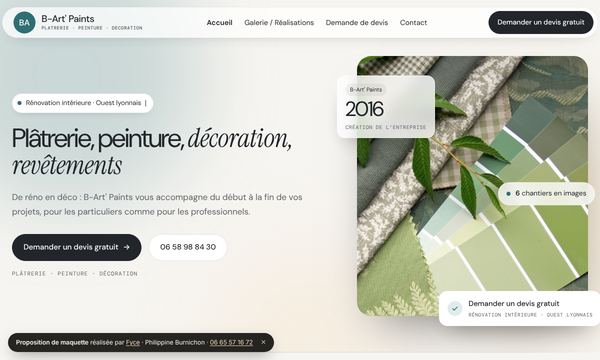 BA
B-Art' Paints
PLATRERIE · PEINTURE · DÉCORATION
Accueil
Galerie / Réalisations
Demande de devis
Contact
Demander un devis gratuit
Rénovation intérieure · Ouest lyonnais |
Plâtrerie, peinture, décoration,
revêtements
De réno en déco : B-Art' Paints vous accompagne du début à la fin de vos
projets, pour les particuliers comme pour les professionnels.
Demander un devis gratuit →
06 58 98 84 30
PLÂTRERIE · PEINTURE · DÉCORATION
B-Art' Paints
2016
CRÉATION DE L'ENTREPRISE
6 chantiers en images
Demander un devis gratuit
RÉNOVATION INTÉRIEURE · OUEST LYONNAIS
Proposition de maquette réalisée par Fyce · Philippine Burnichon · 06 65 57 16 72 ×